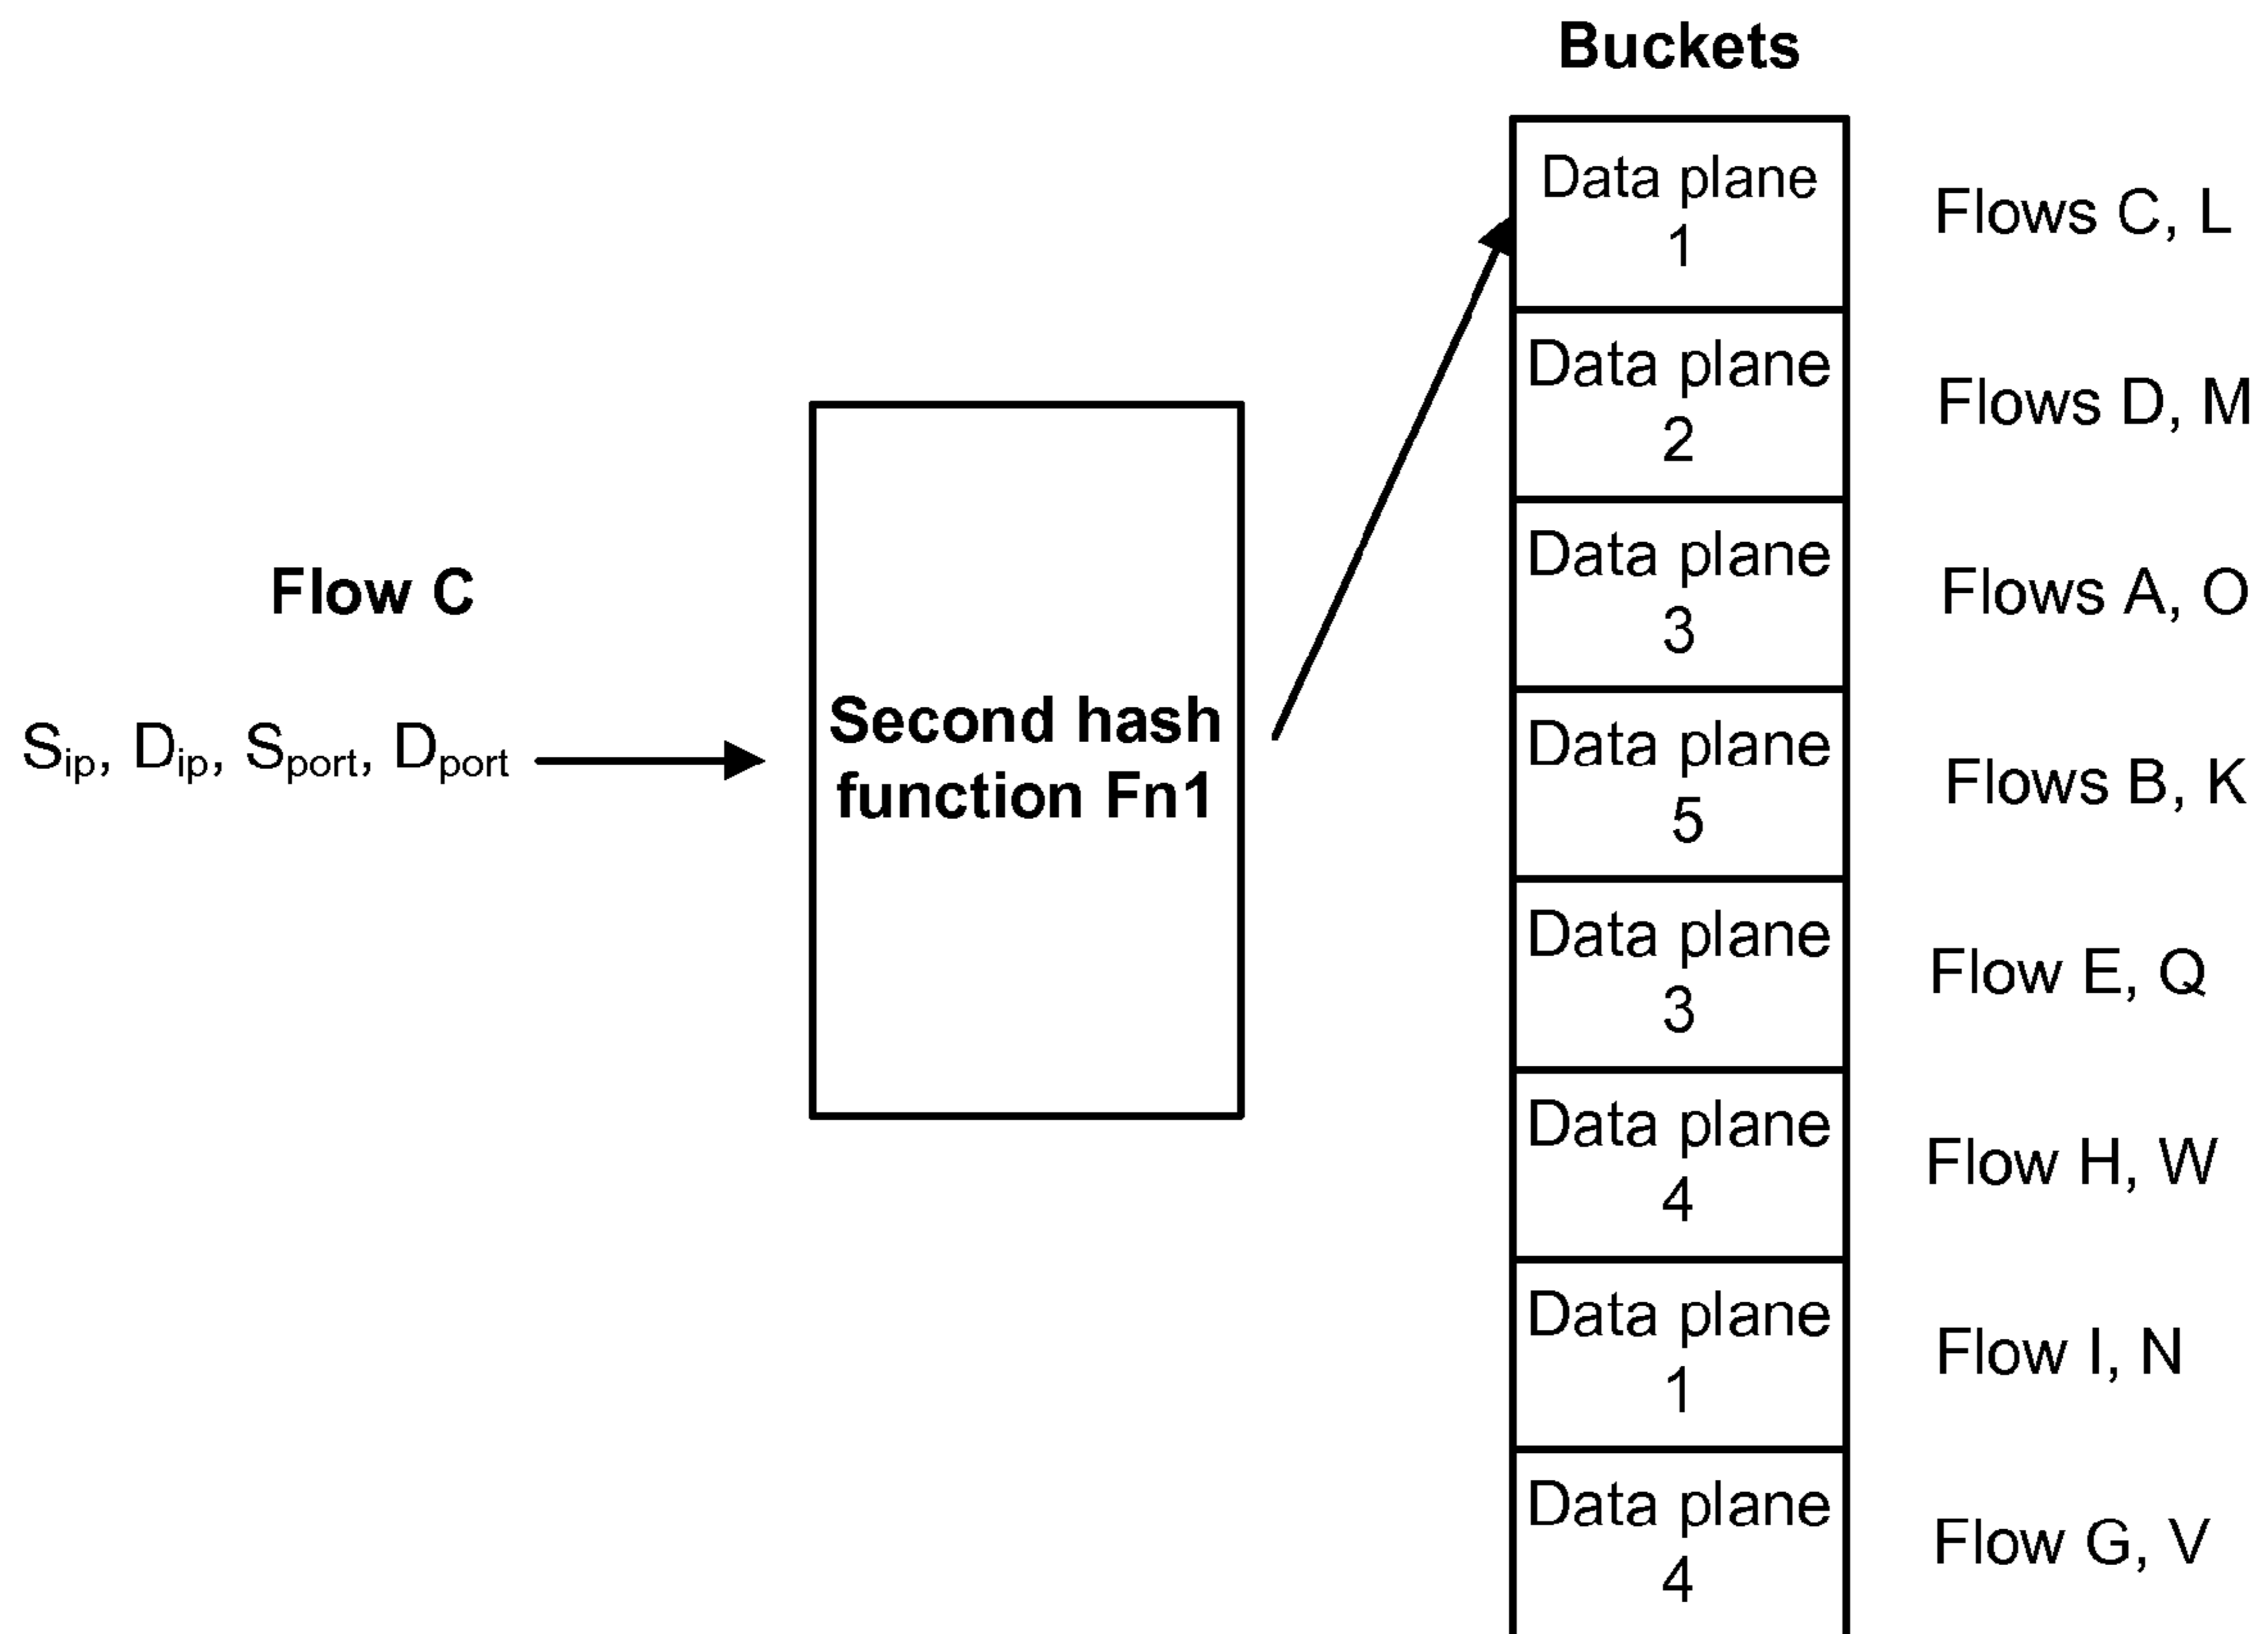 Buckets
Data plane
1
Flows C, L
Data plane
2
Flows D, M
Data plane
3
Flows A, O
Flow C
Sip, Dip, Sport, Dport
Second hash
function Fn1
Data plane
5
Flows B, K
Data plane
3
Flow E, Q
Data plane
4
Flow H, W
Data plane
1
Flow I, N
Data plane
4
Flow G, V